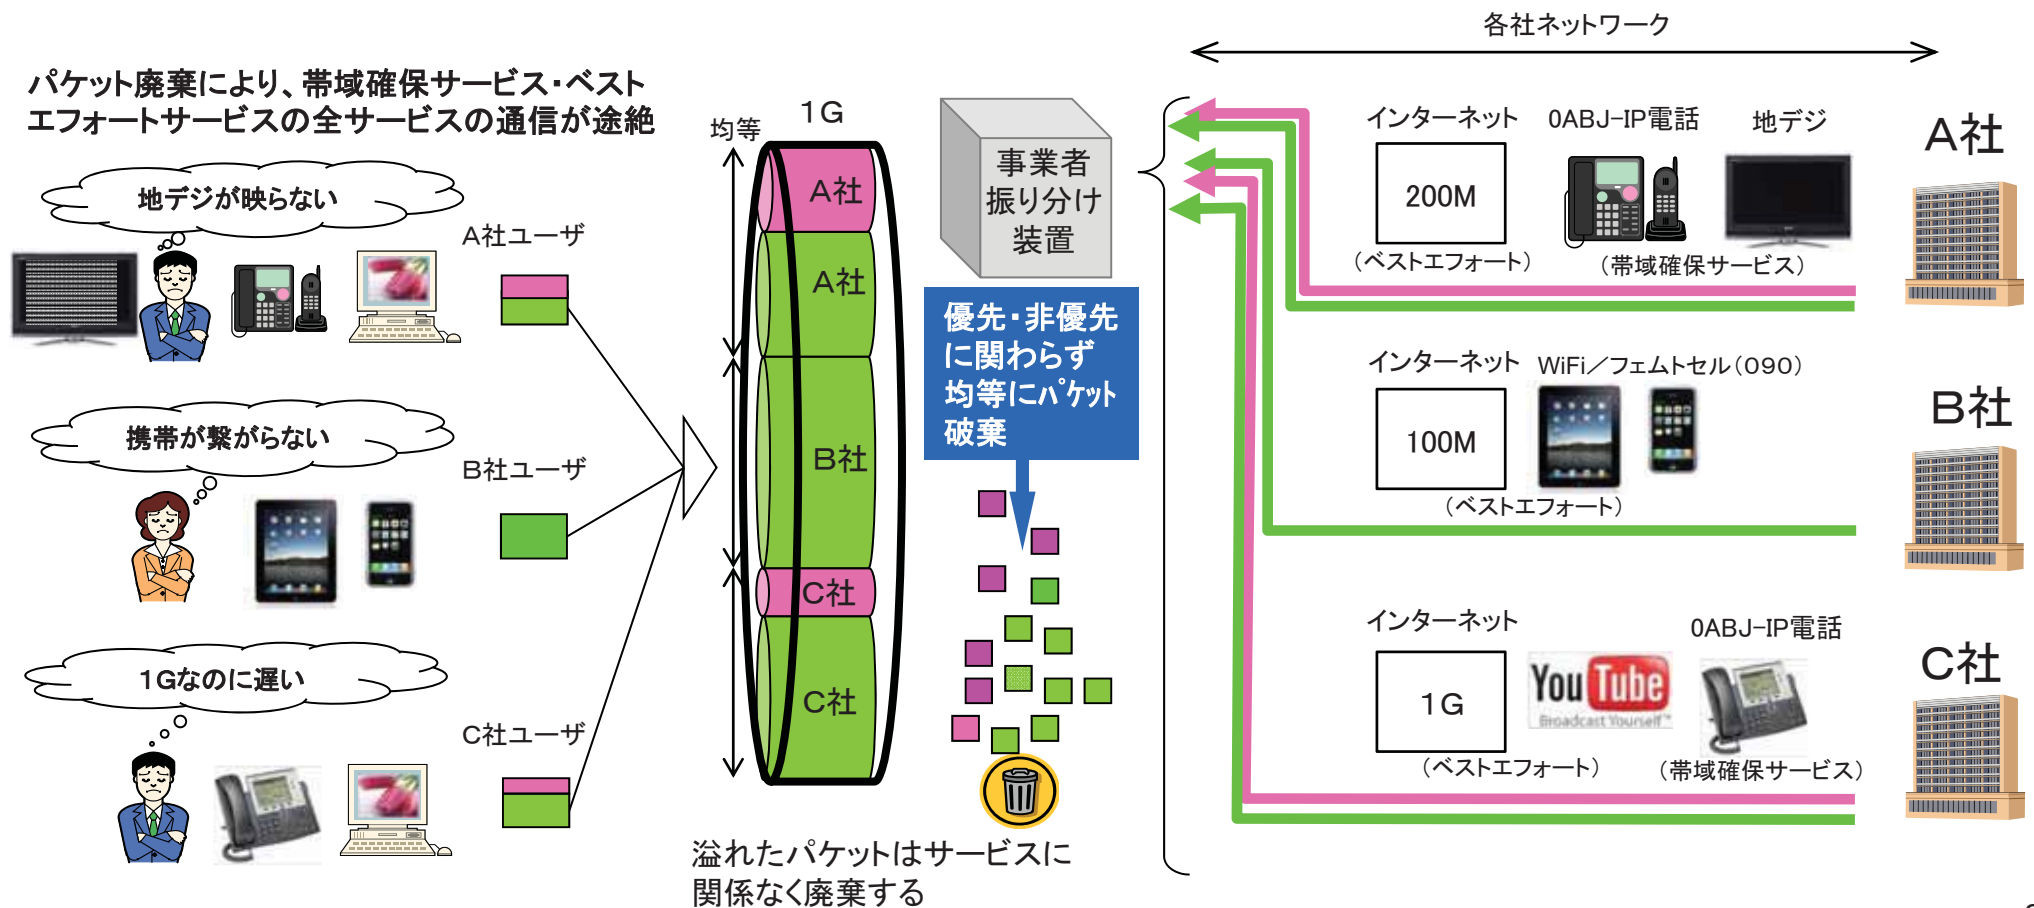 各社ネットワーク
パケット廃棄により、帯域確保サービス・ベスト
エフォートサービスの全サービスの通信が途絶
地デジが映らない
A社ユーザ
携帯が繋がらない
B社ユーザ
1Gなのに遅い
C社ユーザ
均等
1G
A社
A社
B社
C社
C社
事業者
振り分け
装置
優先・非優先
に関わらず
均等にパケット
破棄
溢れたパケットはサービスに
関係なく廃棄する
インターネット
0ABJ-IP電話
地デジ
A社
200M
(ベストエフォート)
(帯域確保サービス)
インターネット
WiFi/フェムトセル(090)
B社
100M
(ベストエフォート)
インターネット
0ABJ-IP電話
C社
1G
YouTube
Broadcast Yourself™
(ベストエフォート)
(帯域確保サービス)